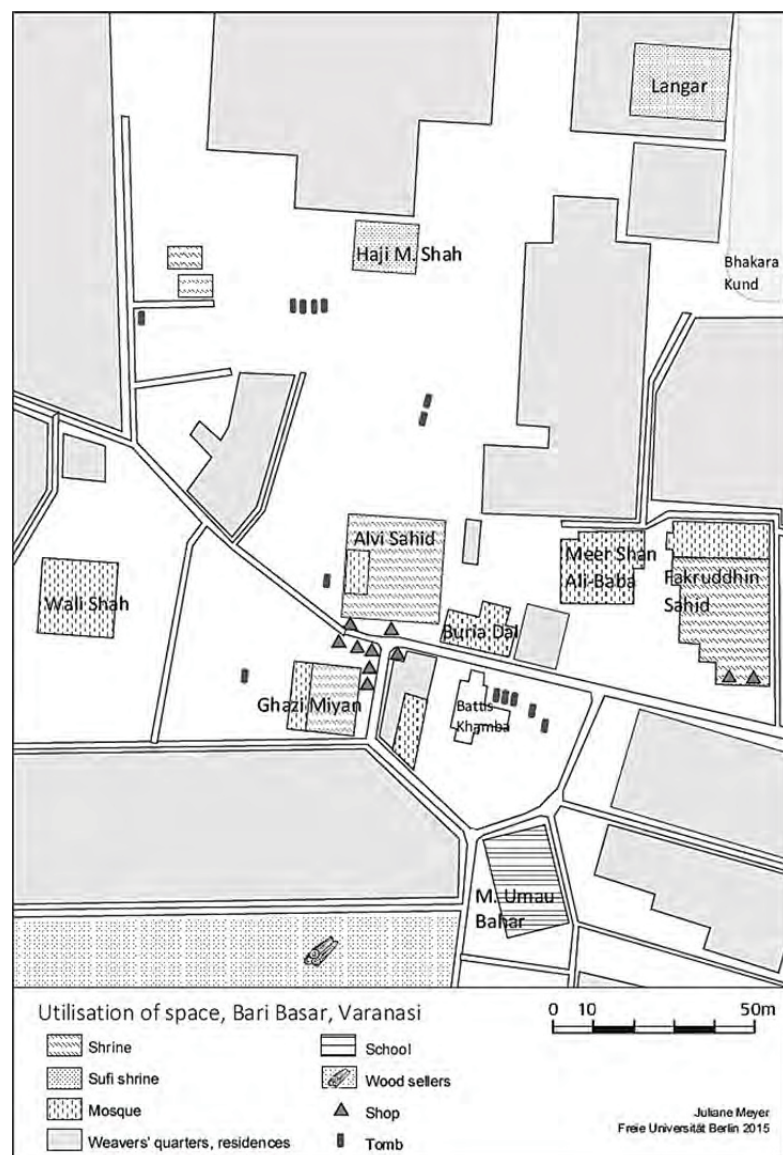 Langar
Haji M. Shah
Bhakara
Kund
Alvi Sahid
Meer Shan
Ali-Baba
Fakruddhin
Sahid
Wali Shah
Buria Dal
Ghazi Miyan
Battis
Khamba
M. Umau
Bahar
Utilisation of space, Bari Basar, Varanasi
0 10 50m
Shrine
Sufi shrine
Mosque
Weavers' quarters, residences
School
Wood sellers
Shop
Tomb
Juliane Meyer
Freie Universität Berlin 2015